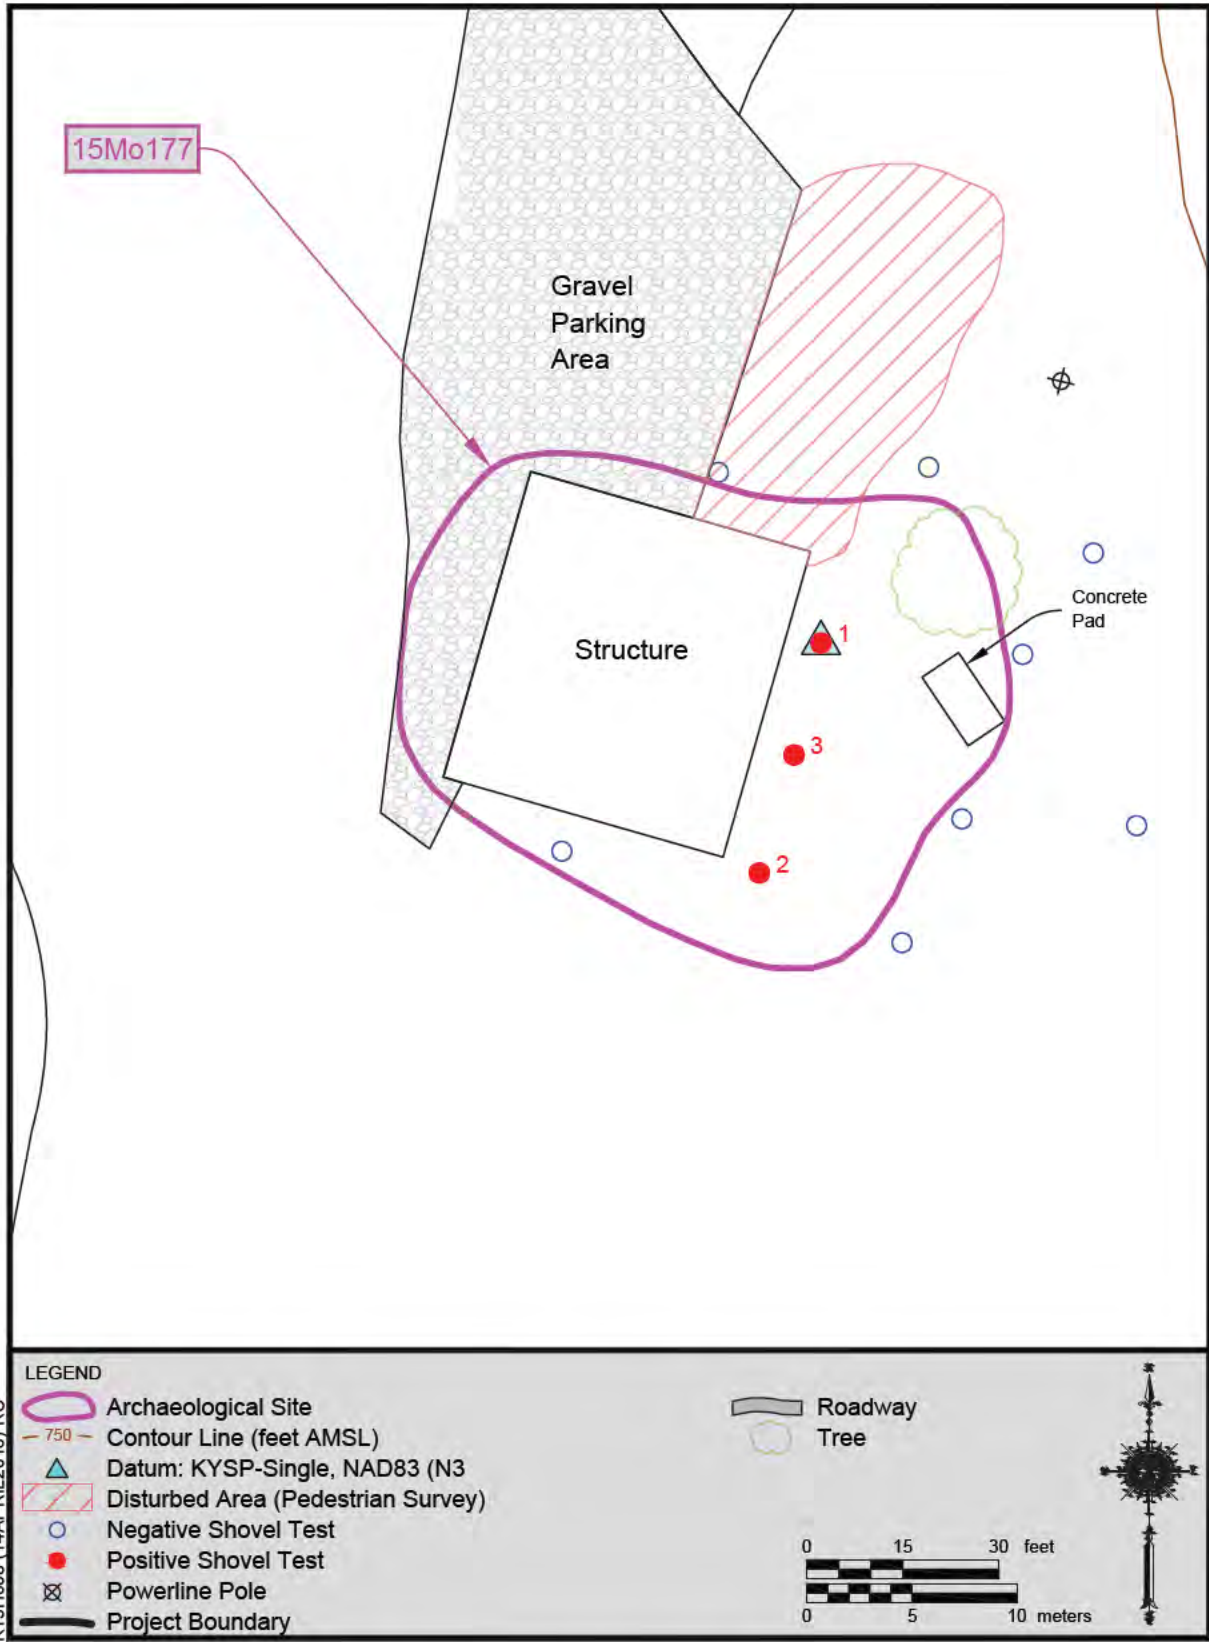 15Mo177
Gravel
Parking
Area
Concrete
Pad
Structure
1
3
2
LEGEND
Archaeological Site
750
Contour Line (feet AMSL)
Datum: KYSP-Single, NAD83 (N3
Disturbed Area (Pedestrian Survey)
Negative Shovel Test
Positive Shovel Test
Powerline Pole
Project Boundary
Roadway
Tree
0 15 30 feet
0 5 10 meters